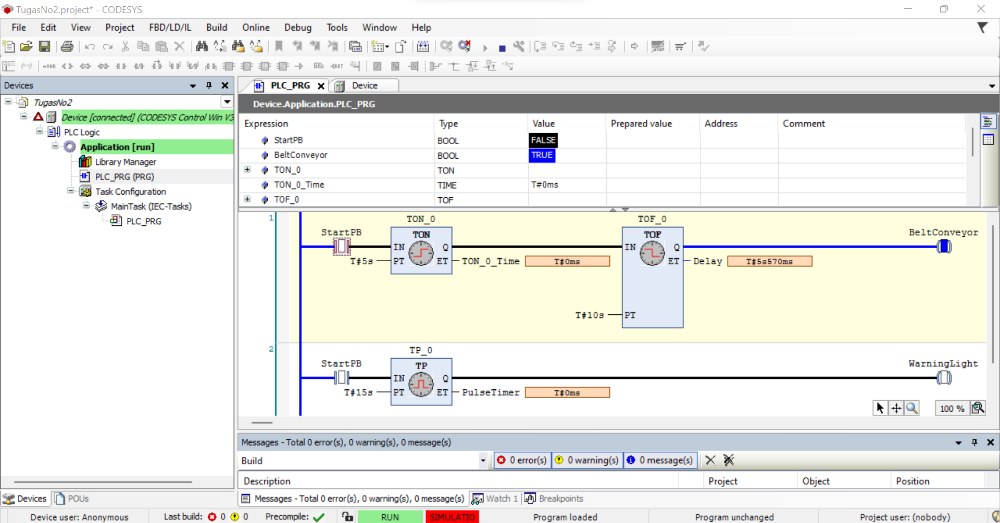 TugasNo2.project* - CODESYS
File Edit View Project FBD/LD/IL Build Online Debug Tools Window Help
Devices
TugasNo2
Device [connected] (CODESYS Control Win V3
PLC Logic
Application [run]
Library Manager
PLC_PRG (PRG)
Task Configuration
MainTask (IEC-Tasks)
PLC_PRG
Devices POUs
PLC_PRG Device
Device.Application.PLC_PRG
Expression Type Value Prepared value Address Comment
StartPB BOOL FALSE
BeltConveyor BOOL TRUE
TON_0 TON
TON_0_Time TIME T#0ms
TOF_0 TOF
1
TON_0 TOF_0
StartPB TON TOF BeltConveyor
IN Q IN Q
T#5s PT ET TON_0_Time T#0ms ET Delay T#5s570ms
T#10s PT
2
TP_0
StartPB TP WarningLight
IN Q
T#15s PT ET PulseTimer T#0ms
100 %
Messages - Total 0 error(s), 0 warning(s), 0 message(s)
Build 0 error(s) 0 warning(s) 0 message(s)
Description Project Object Position
Messages - Total 0 error(s), 0 warning(s), 0 message(s) Watch 1 Breakpoints
Device user: Anonymous Last build: 0 0 Precompile: RUN SIMULATIO Program loaded Program unchanged Project user: (nobody)